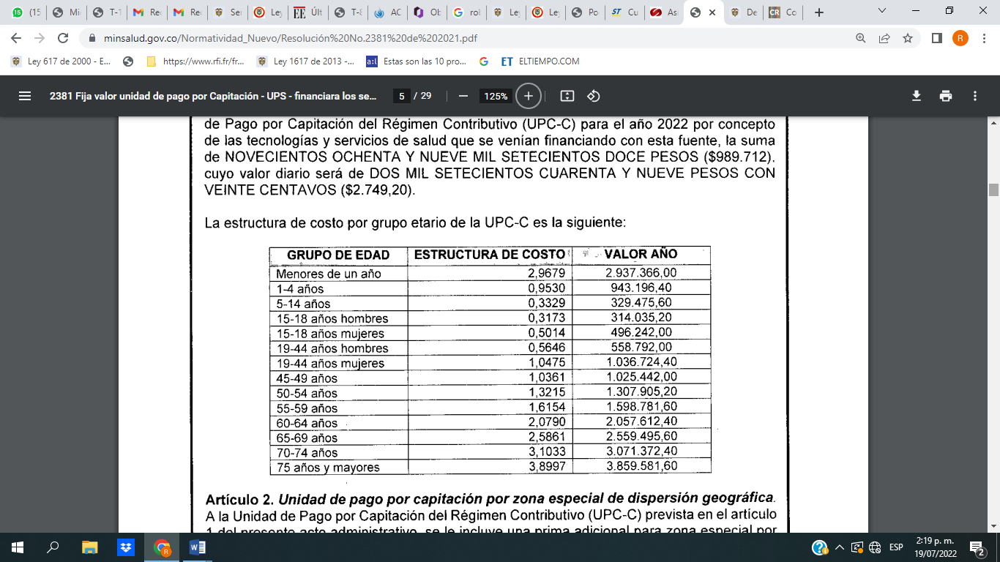 (15
Mi
T-1
Rec
Re
Se
Ley
EE Últ
T-8
AC
Ob
rol
Le
Ley
Po
ST Cu
As
De
CR Co
minsalud.gov.co/Normatividad_Nuevo/Resolución%20No.2381%20de%202021.pdf
R
Ley 617 de 2000 - E...
https://www.rfi.fr/fr...
Ley 1617 de 2013 -...
a:l Estas son las 10 pro...
ET ELTIEMPO.COM
2381 Fija valor unidad de pago por Capitación - UPS - financiara los se... 5 / 29 125%
de Pago por Capitación del Régimen Contributivo (UPC-C) para el año 2022 por concepto
de las tecnologías y servicios de salud que se venían financiando con esta fuente, la suma
de NOVECIENTOS OCHENTA Y NUEVE MIL SETECIENTOS DOCE PESOS ($989.712),
cuyo valor diario será de DOS MIL SETECIENTOS CUARENTA Y NUEVE PESOS CON
VEINTE CENTAVOS ($2.749,20).
La estructura de costo por grupo etario de la UPC-C es la siguiente:
GRUPO DE EDAD ESTRUCTURA DE COSTO VALOR AÑO
Menores de un año 2,9679 2.937.366,00
1-4 años 0,9530 943.196,40
5-14 años 0,3329 329.475,60
15-18 años hombres 0,3173 314.035,20
15-18 años mujeres 0,5014 496.242,00
19-44 años hombres 0,5646 558.792,00
19-44 años mujeres 1,0475 1.036.724,40
45-49 años 1,0361 1.025.442,00
50-54 años 1,3215 1.307.905,20
55-59 años 1,6154 1.598.781,60
60-64 años 2,0790 2.057.612,40
65-69 años 2,5861 2.559.495,60
70-74 años 3,1033 3.071.372,40
75 años y mayores 3,8997 3.859.581,60
Artículo 2. Unidad de pago por capitación por zona especial de dispersión geográfica.
A la Unidad de Pago por Capitación del Régimen Contributivo (UPC-C) prevista en el artículo
1 del presente acto administrativo, se le incluye una prima adicional para zona especial por
ESP
2:19 p. m.
19/07/2022
2